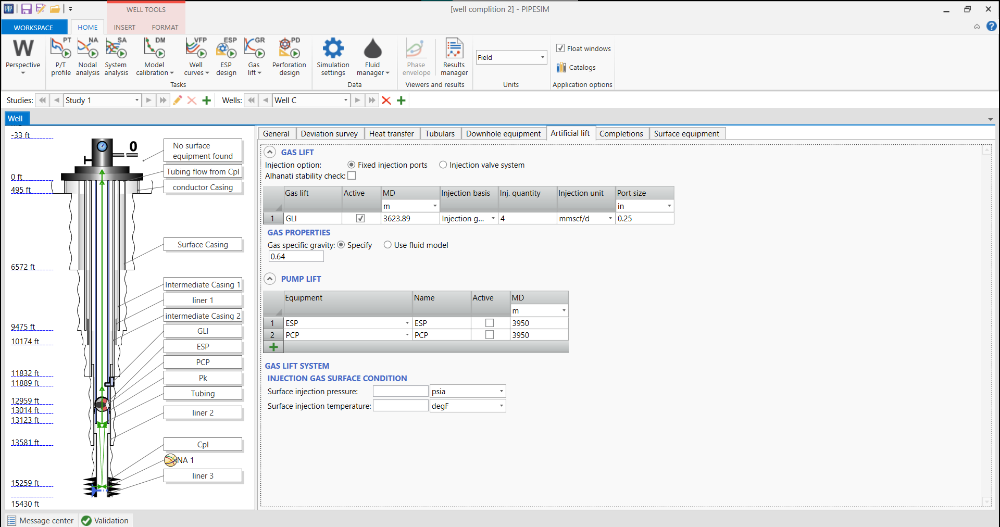 PIP
WELL TOOLS
[well complition 2] - PIPESIM
WORKSPACE
HOME
INSERT
FORMAT
?
W
Perspective
PT
P/T
profile
NA
Nodal
analysis
SA
System
analysis
DM
Model
calibration
VFP
Well
curves
ESP
ESP
design
GR
Gas
lift
PD
Perforation
design
Tasks
Simulation
settings
Fluid
manager
Data
Phase
envelope
Results
manager
Viewers and results
Field
Units
Float windows
Catalogs
Application options
Studies:
Study 1
Wells:
Well C
Well
-33 ft
0 ft
495 ft
6572 ft
9475 ft
10174 ft
11832 ft
11889 ft
12959 ft
13014 ft
13123 ft
13581 ft
15259 ft
15430 ft
0
No surface
equipment found
Tubing flow from Cpl
conductor Casing
Surface Casing
Intermediate Casing 1
liner 1
intermediate Casing 2
GLI
ESP
PCP
Pk
Tubing
liner 2
Cpl
NA 1
liner 3
General
Deviation survey
Heat transfer
Tubulars
Downhole equipment
Artificial lift
Completions
Surface equipment
GAS LIFT
Injection option: Fixed injection ports Injection valve system
Alhanati stability check:
Gas lift Active MD Injection basis Inj. quantity Injection unit Port size
m in
1 GLI 3623.89 Injection g... 4 mmscf/d 0.25
GAS PROPERTIES
Gas specific gravity: Specify Use fluid model
0.64
PUMP LIFT
Equipment Name Active MD
m
1 ESP ESP 3950
2 PCP PCP 3950
GAS LIFT SYSTEM
INJECTION GAS SURFACE CONDITION
Surface injection pressure: psia
Surface injection temperature: degF
Message center
Validation